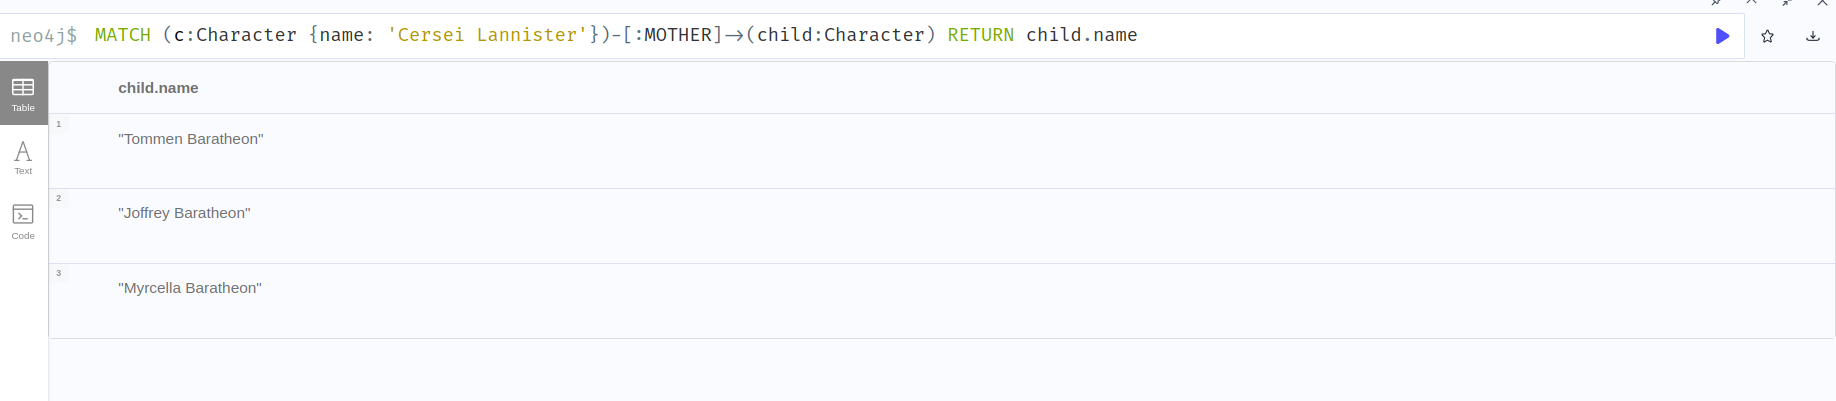 neo4j$ MATCH (c:Character {name: 'Cersei Lannister'})-[:MOTHER]->(child:Character) RETURN child.name
Table
child.name
1
"Tommen Baratheon"
Text
2
"Joffrey Baratheon"
Code
3
"Myrcella Baratheon"